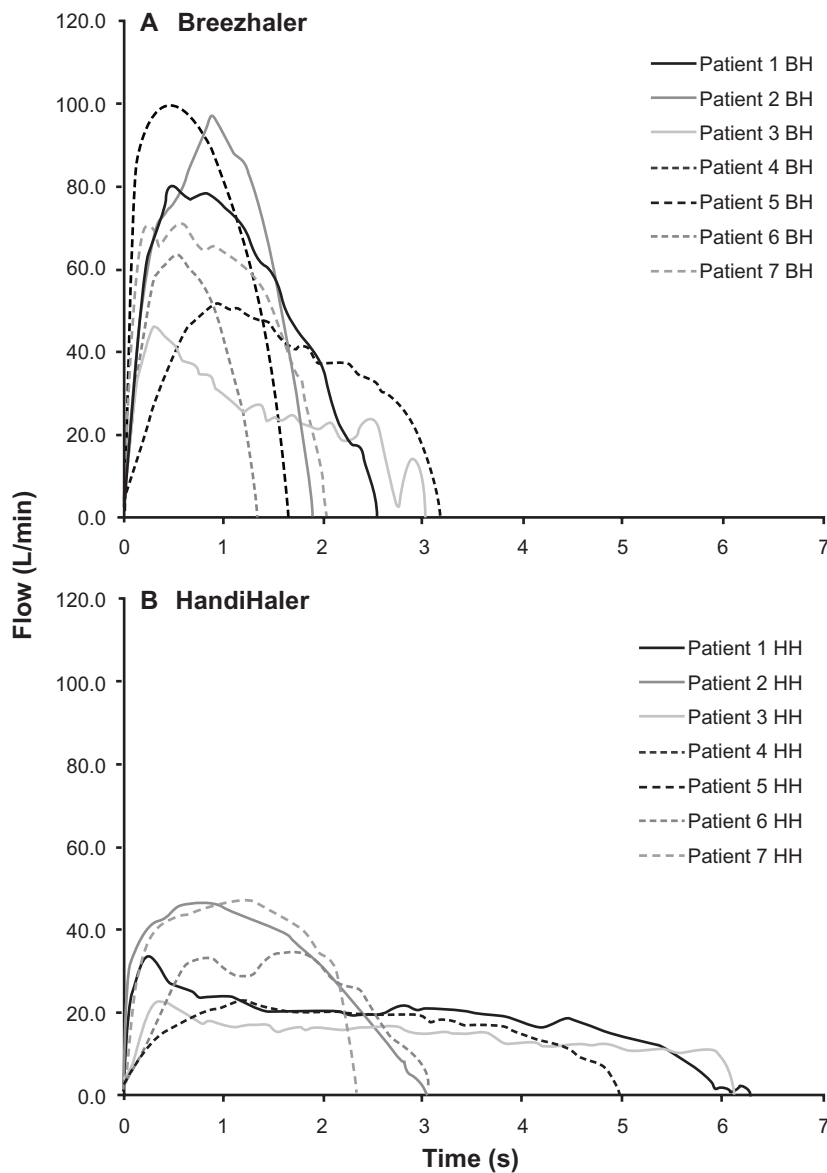 A Breezhaler
120.0
100.0
80.0
60.0
40.0
20.0
0.0
0 1 2 3 4 5 6 7
Patient 1 BH
Patient 2 BH
Patient 3 BH
Patient 4 BH
Patient 5 BH
Patient 6 BH
Patient 7 BH
Flow (L/min)
B HandiHaler
120.0
100.0
80.0
60.0
40.0
20.0
0.0
0 1 2 3 4 5 6 7
Patient 1 HH
Patient 2 HH
Patient 3 HH
Patient 4 HH
Patient 5 HH
Patient 6 HH
Patient 7 HH
Time (s)